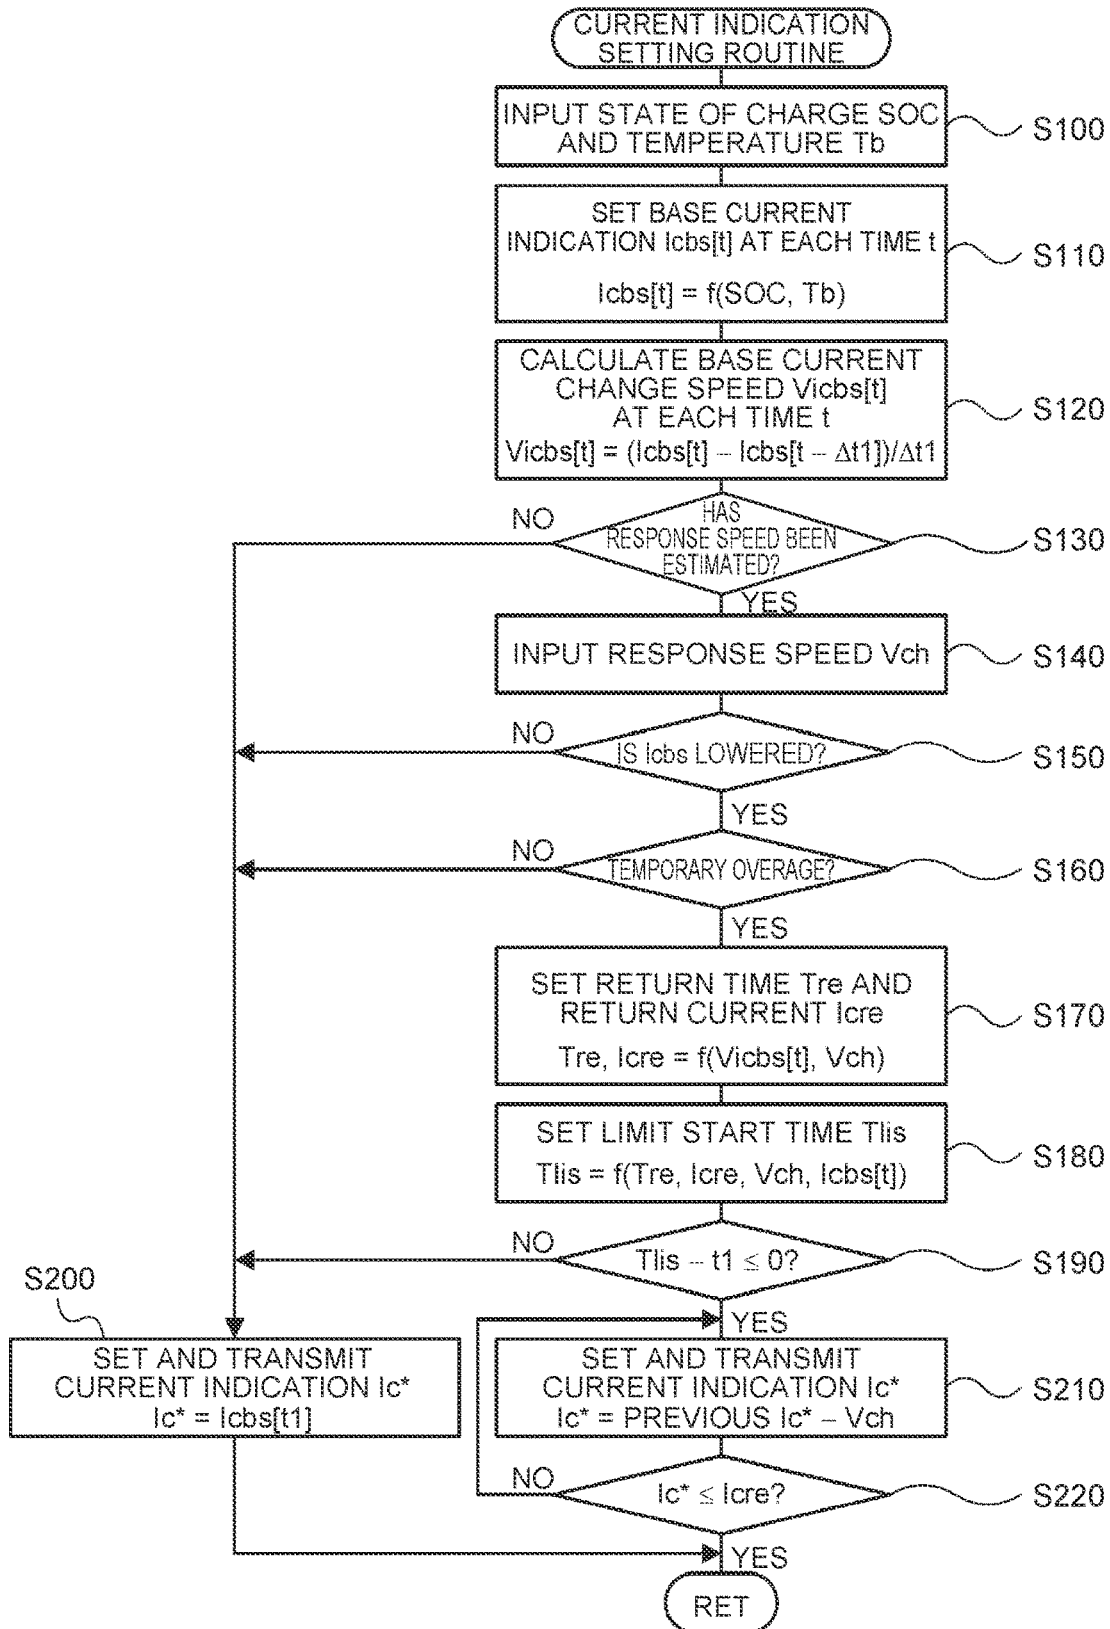 CURRENT INDICATION
SETTING ROUTINE
INPUT STATE OF CHARGE SOC
AND TEMPERATURE Tb
S100
SET BASE CURRENT
INDICATION Icbs[t] AT EACH TIME t
Icbs[t] = f(SOC, Tb)
S110
CALCULATE BASE CURRENT
CHANGE SPEED Vicbs[t]
AT EACH TIME t
Vicbs[t] = (Icbs[t] – Icbs[t – Δt1])/Δt1
S120
NO
HAS
RESPONSE SPEED BEEN
ESTIMATED?
S130
YES
INPUT RESPONSE SPEED Vch
S140
NO
IS Icbs LOWERED?
S150
YES
NO
TEMPORARY OVERAGE?
S160
YES
SET RETURN TIME Tre AND
RETURN CURRENT Icre
Tre, Icre = f(Vicbs[t], Vch)
S170
SET LIMIT START TIME Tlis
Tlis = f(Tre, Icre, Vch, Icbs[t])
S180
NO
Tlis – t1 ≤ 0?
S190
YES
S200
SET AND TRANSMIT
CURRENT INDICATION Ic*
Ic* = Icbs[t1]
SET AND TRANSMIT
CURRENT INDICATION Ic*
Ic* = PREVIOUS Ic* – Vch
S210
NO
Ic* ≤ Icre?
S220
YES
RET